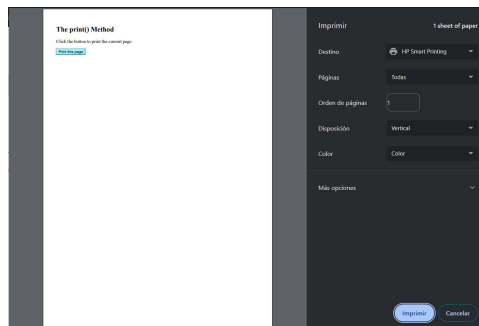 The print() Method
Click the button to print the current page.
Print this page
Imprimir
1 sheet of paper
Destino
HP Smart Printing
Páginas
Todas
Orden de páginas
1
Disposición
Vertical
Color
Color
Más opciones
Imprimir
Cancelar